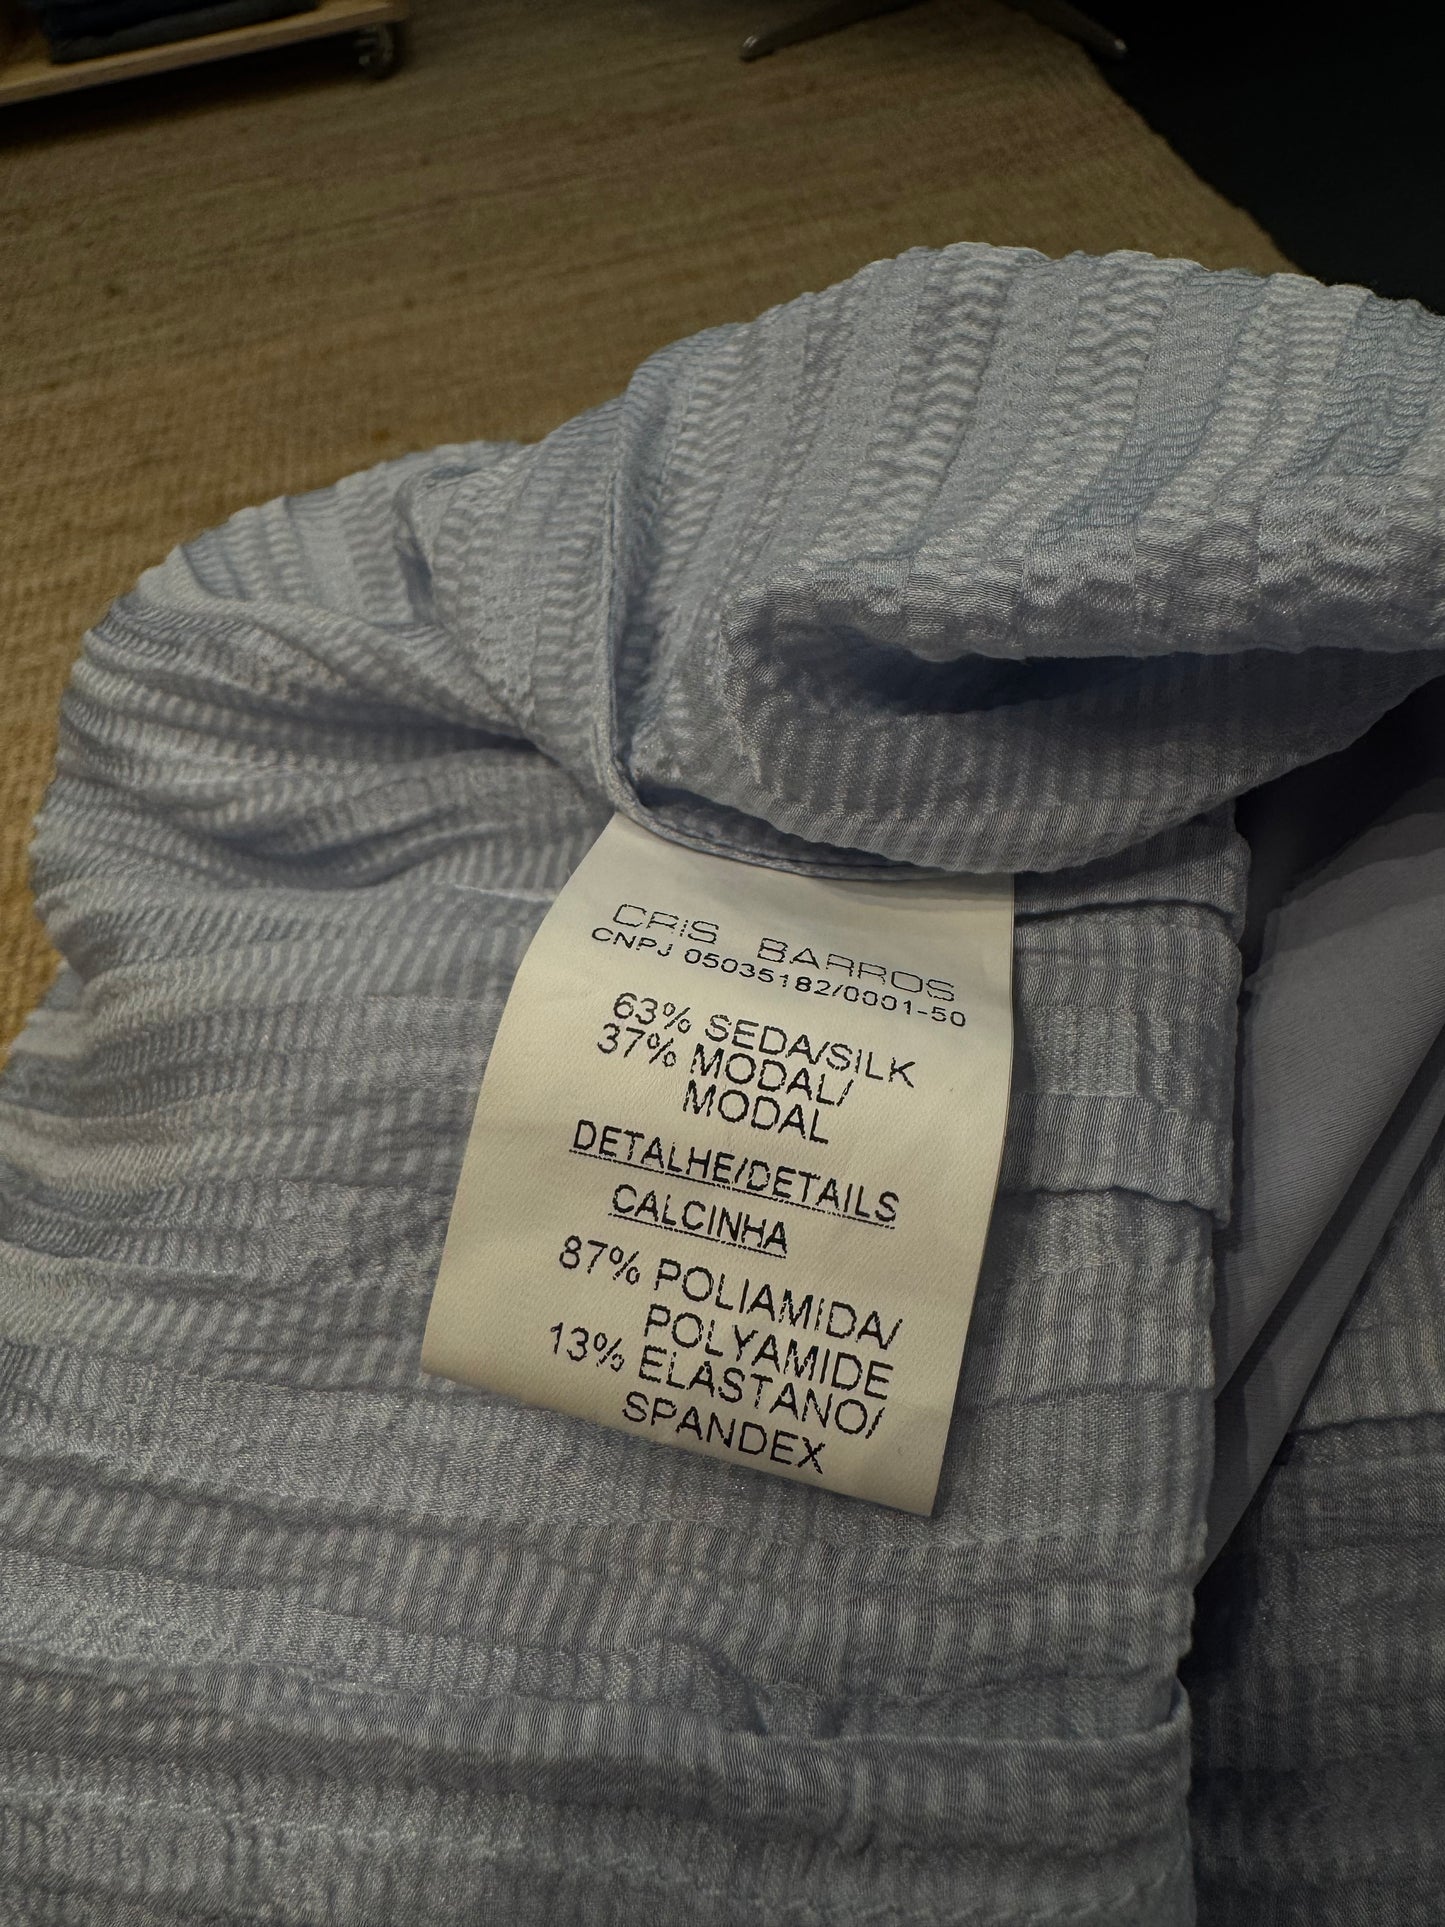 CRIS BARROS
CNPJ 05035182/0001-50
63% SEDA/SILK
37% MODAL/
MODAL
DETALHE/DETAILS
CALCINHA
87% POLIAMIDA/
POLYAMIDE
13% ELASTANO/
SPANDEX